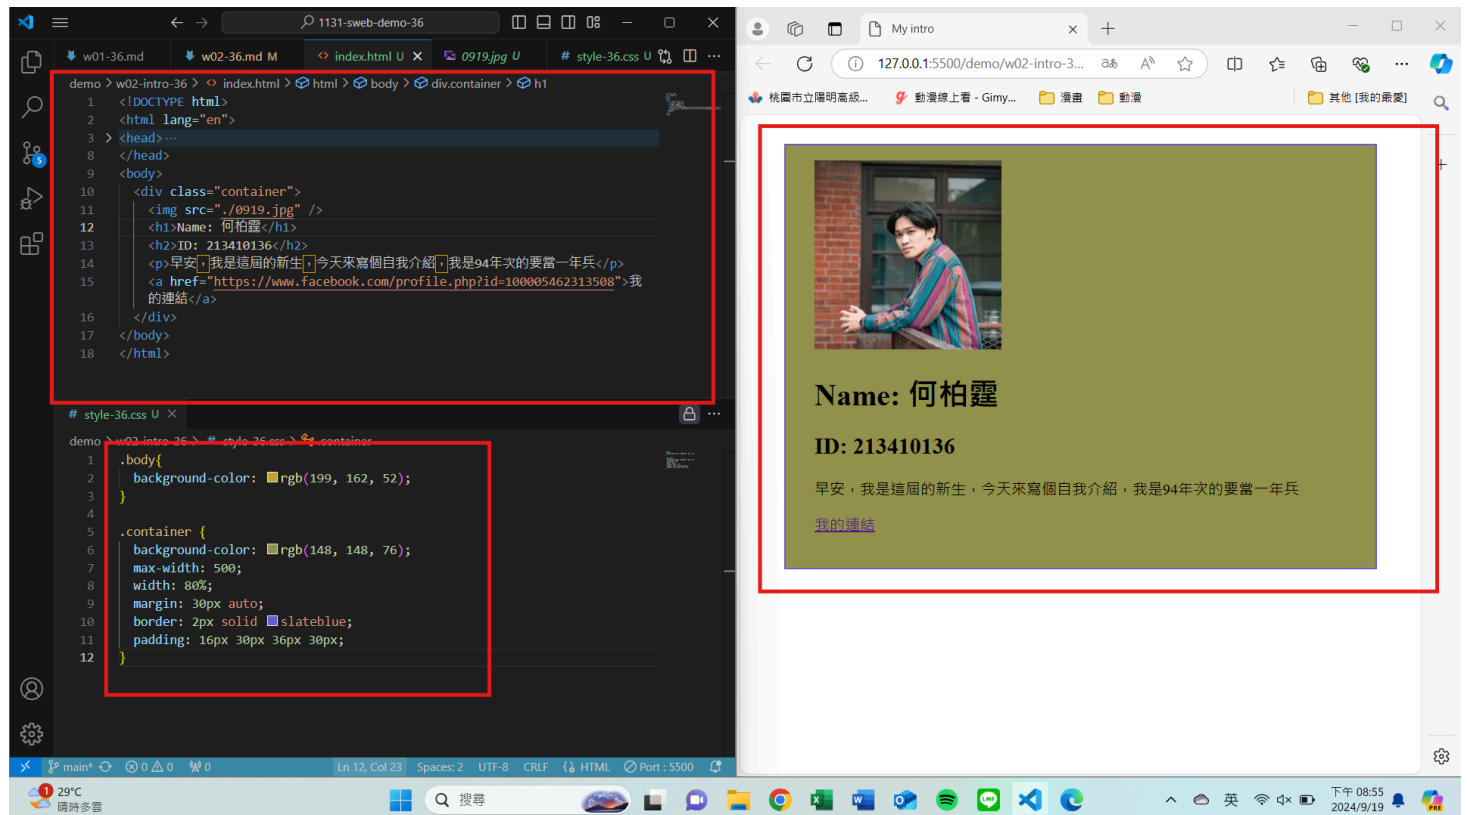 1131-sweb-demo-36
w01-36.md
w02-36.md M
index.html U
0919.jpg U
# style-36.css U
demo > w02-intro-36 > index.html > html > body > div.container > h1
1 <!DOCTYPE html>
2 <html lang="en">
3 <head>…
8 </head>
9 <body>
10 <div class="container">
11 <img src="./0919.jpg" />
12 <h1>Name: 何柏霆</h1>
13 <h2>ID: 213410136</h2>
14 <p>早安，我是這屆的新生，今天來寫個自我介紹，我是94年次的要當一年兵</p>
15 <a href="https://www.facebook.com/profile.php?id=100005462313508">我
的連結</a>
16 </div>
17 </body>
18 </html>
# style-36.css U
demo > w02-intro-36 > # style-36.css > .container
1 .body{
2 background-color: rgb(199, 162, 52);
3 }
4
5 .container {
6 background-color: rgb(148, 148, 76);
7 max-width: 500;
8 width: 80%;
9 margin: 30px auto;
10 border: 2px solid slateblue;
11 padding: 16px 30px 36px 30px;
12 }
5
main*
0 0
0
Ln 12, Col 23
Spaces: 2
UTF-8
CRLF
HTML
Port : 5500
My intro
127.0.0.1:5500/demo/w02-intro-3...
桃園市立陽明高級...
動漫線上看 - Gimy...
漫畫
動漫
其他 [我的最愛]
Name: 何柏霆
ID: 213410136
早安，我是這屆的新生，今天來寫個自我介紹，我是94年次的要當一年兵
我的連結
1
29°C
晴時多雲
搜尋
英
下午 08:55
2024/9/19
PRE